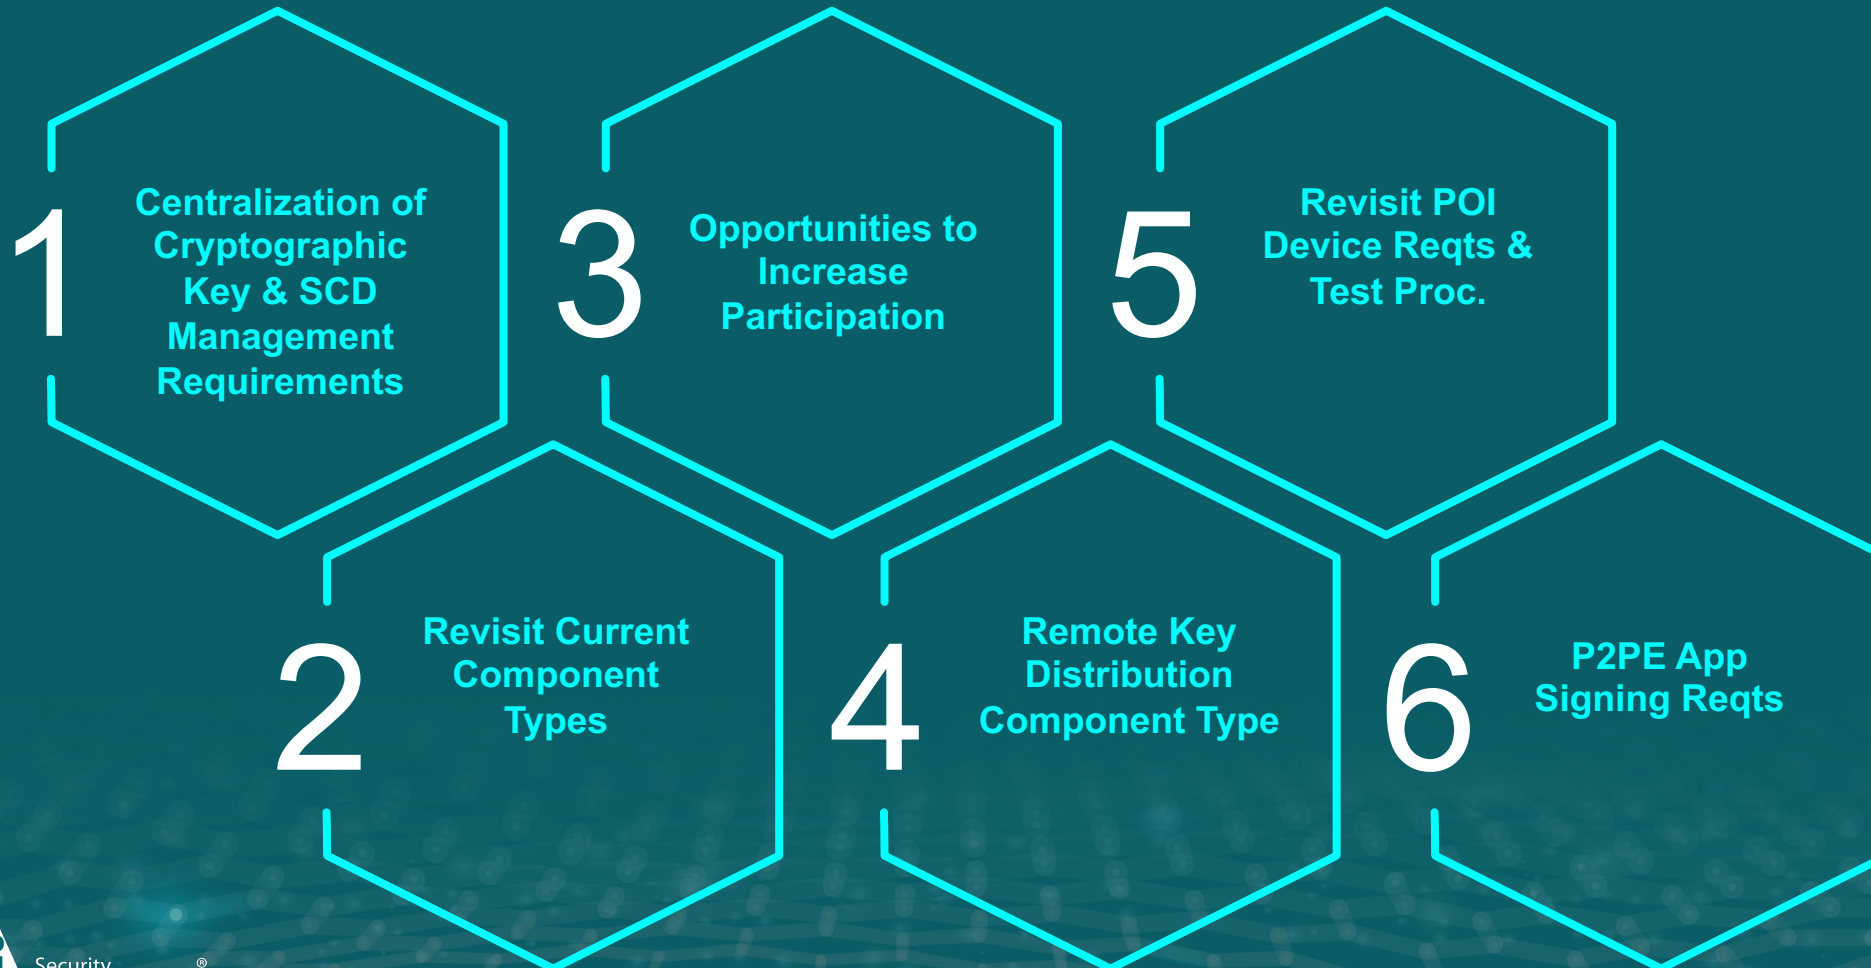 1
Centralization of
Cryptographic
Key & SCD
Management
Requirements
2
Revisit Current
Component
Types
3
Opportunities to
Increase
Participation
4
Remote Key
Distribution
Component Type
5
Revisit POI
Device Reqts &
Test Proc.
6
P2PE App
Signing Reqts
Security ®